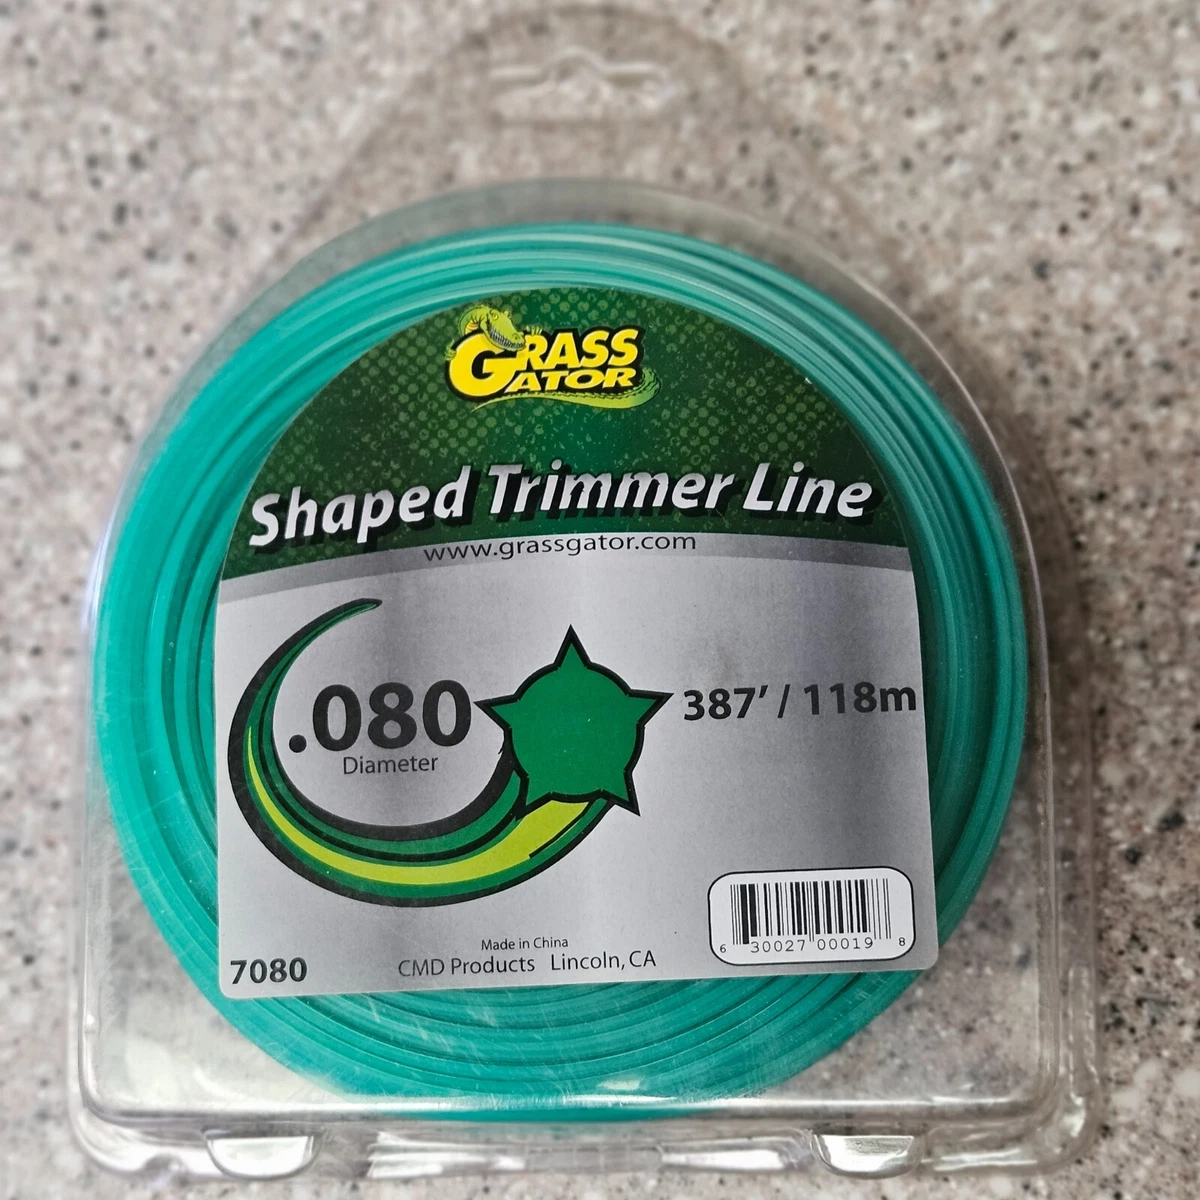 GRASS
GATOR
Shaped Trimmer Line
www.grassgator.com
.080
Diameter
387’ / 118m
7080
Made in China
CMD Products Lincoln, CA
6 30027 00019 8